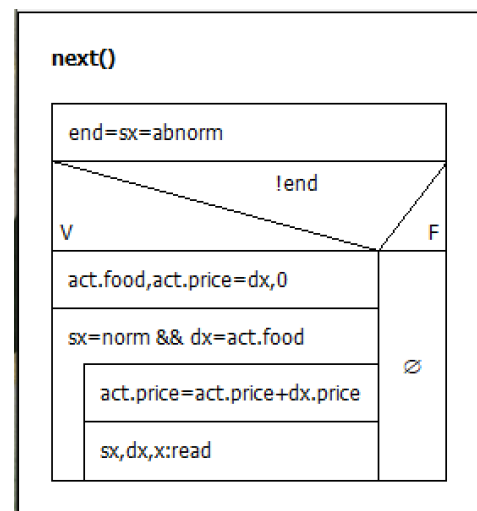 next()
end=sx=abnorm
!end
V
F
act.food,act.price=dx,0
sx=norm && dx=act.food
∅
act.price=act.price+dx.price
sx,dx,x:read